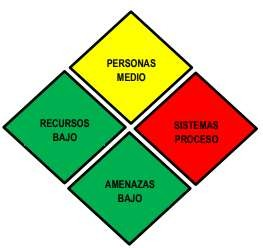 PERSONAS
MEDIO
RECURSOS
BAJO
SISTEMAS
PROCESO
AMENAZAS
BAJO